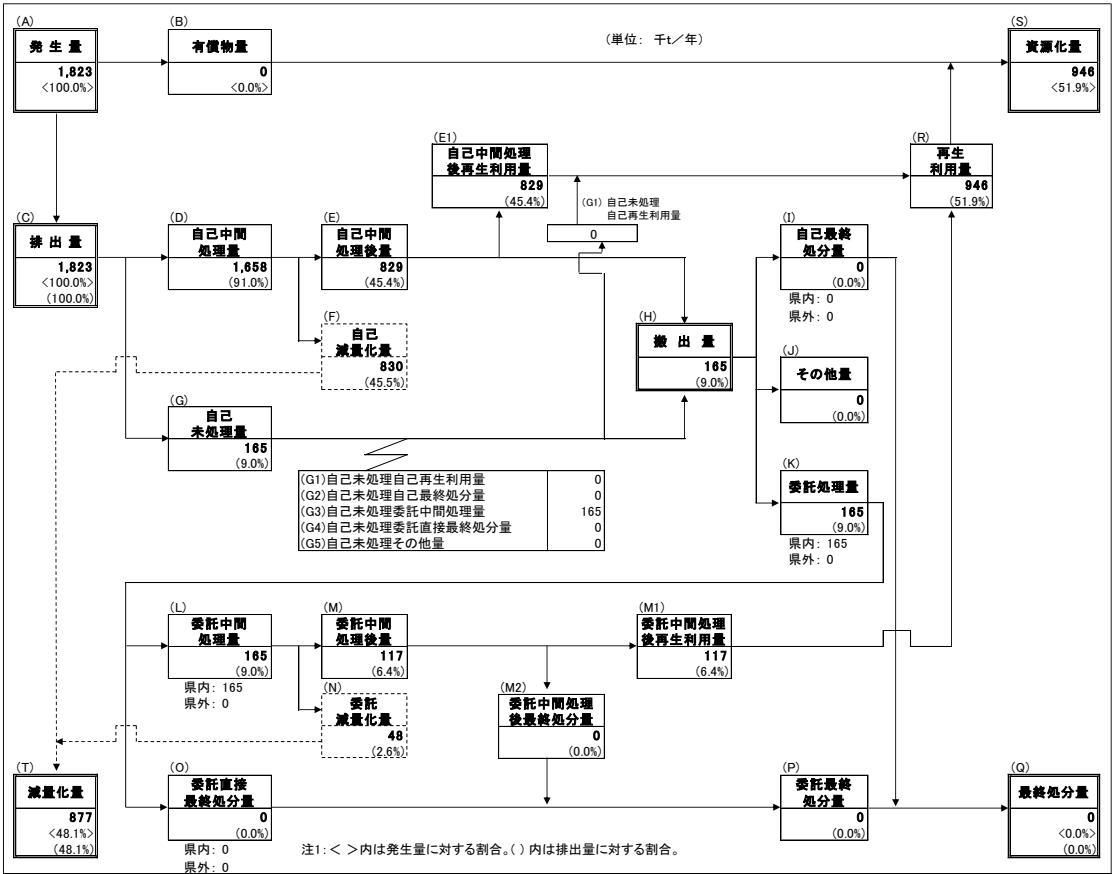 (A)
発 生 量
1,823
<100.0%>
(B)
有償物量
0
<0.0%>
(単位: 千t/年)
(S)
資源化量
946
<51.9%>
(E1)
自己中間処理
後再生利用量
829
(45.4%)
(G1) 自己未処理
自己再生利用量
0
(R)
再生
利用量
946
(51.9%)
(C)
排 出 量
1,823
<100.0%>
(100.0%)
(D)
自己中間
処理量
1,658
(91.0%)
(E)
自己中間
処理後量
829
(45.4%)
(I)
自己最終
処分量
0
(0.0%)
県内: 0
県外: 0
(F)
自己
減量化量
830
(45.5%)
(H)
搬 出 量
165
(9.0%)
(J)
その他量
0
(0.0%)
(G)
自己
未処理量
165
(9.0%)
(G1)自己未処理自己再生利用量 0
(G2)自己未処理自己最終処分量 0
(G3)自己未処理委託中間処理量 165
(G4)自己未処理委託直接最終処分量 0
(G5)自己未処理その他量 0
(K)
委託処理量
165
(9.0%)
県内: 165
県外: 0
(L)
委託中間
処理量
165
(9.0%)
県内: 165
県外: 0
(M)
委託中間
処理後量
117
(6.4%)
(M1)
委託中間処理
後再生利用量
117
(6.4%)
(N)
委託
減量化量
48
(2.6%)
(M2)
委託中間処理
後最終処分量
0
(0.0%)
(T)
減量化量
877
<48.1%>
(48.1%)
(O)
委託直接
最終処分量
0
(0.0%)
県内: 0
県外: 0
(P)
委託最終
処分量
0
(0.0%)
(Q)
最終処分量
0
<0.0%>
(0.0%)
注1:< >内は発生量に対する割合。( )内は排出量に対する割合。